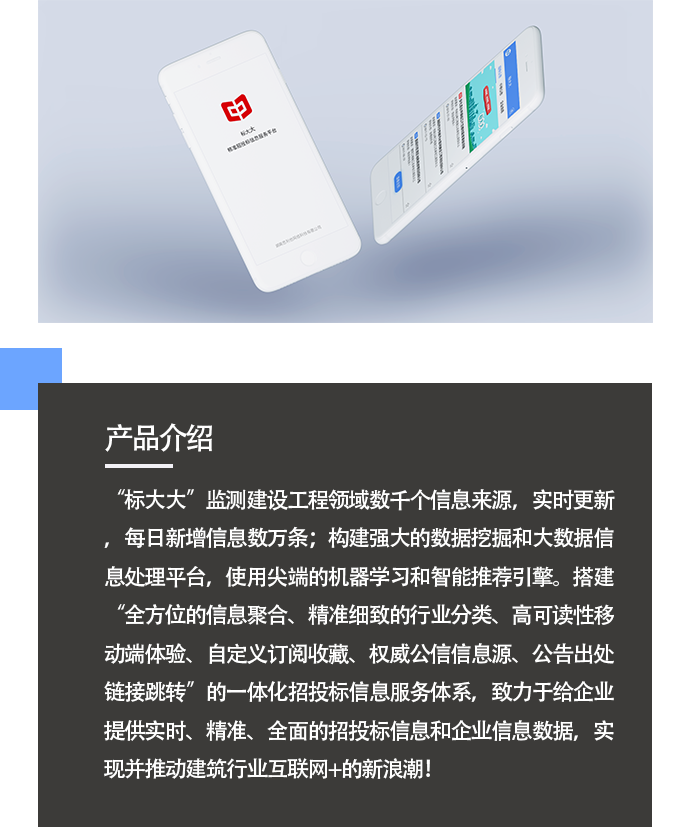 标大大
精准招投标信息服务平台
产品介绍
“标大大”监测建设工程领域数千个信息来源，实时更新
，每日新增信息数万条；构建强大的数据挖掘和大数据信
息处理平台，使用尖端的机器学习和智能推荐引擎。搭建
“全方位的信息聚合、精准细致的行业分类、高可读性移
动端体验、自定义订阅收藏、权威公信信息源、公告出处
链接跳转”的一体化招投标信息服务体系，致力于给企业
提供实时、精准、全面的招投标信息和企业信息数据，实
现并推动建筑行业互联网+的新浪潮！